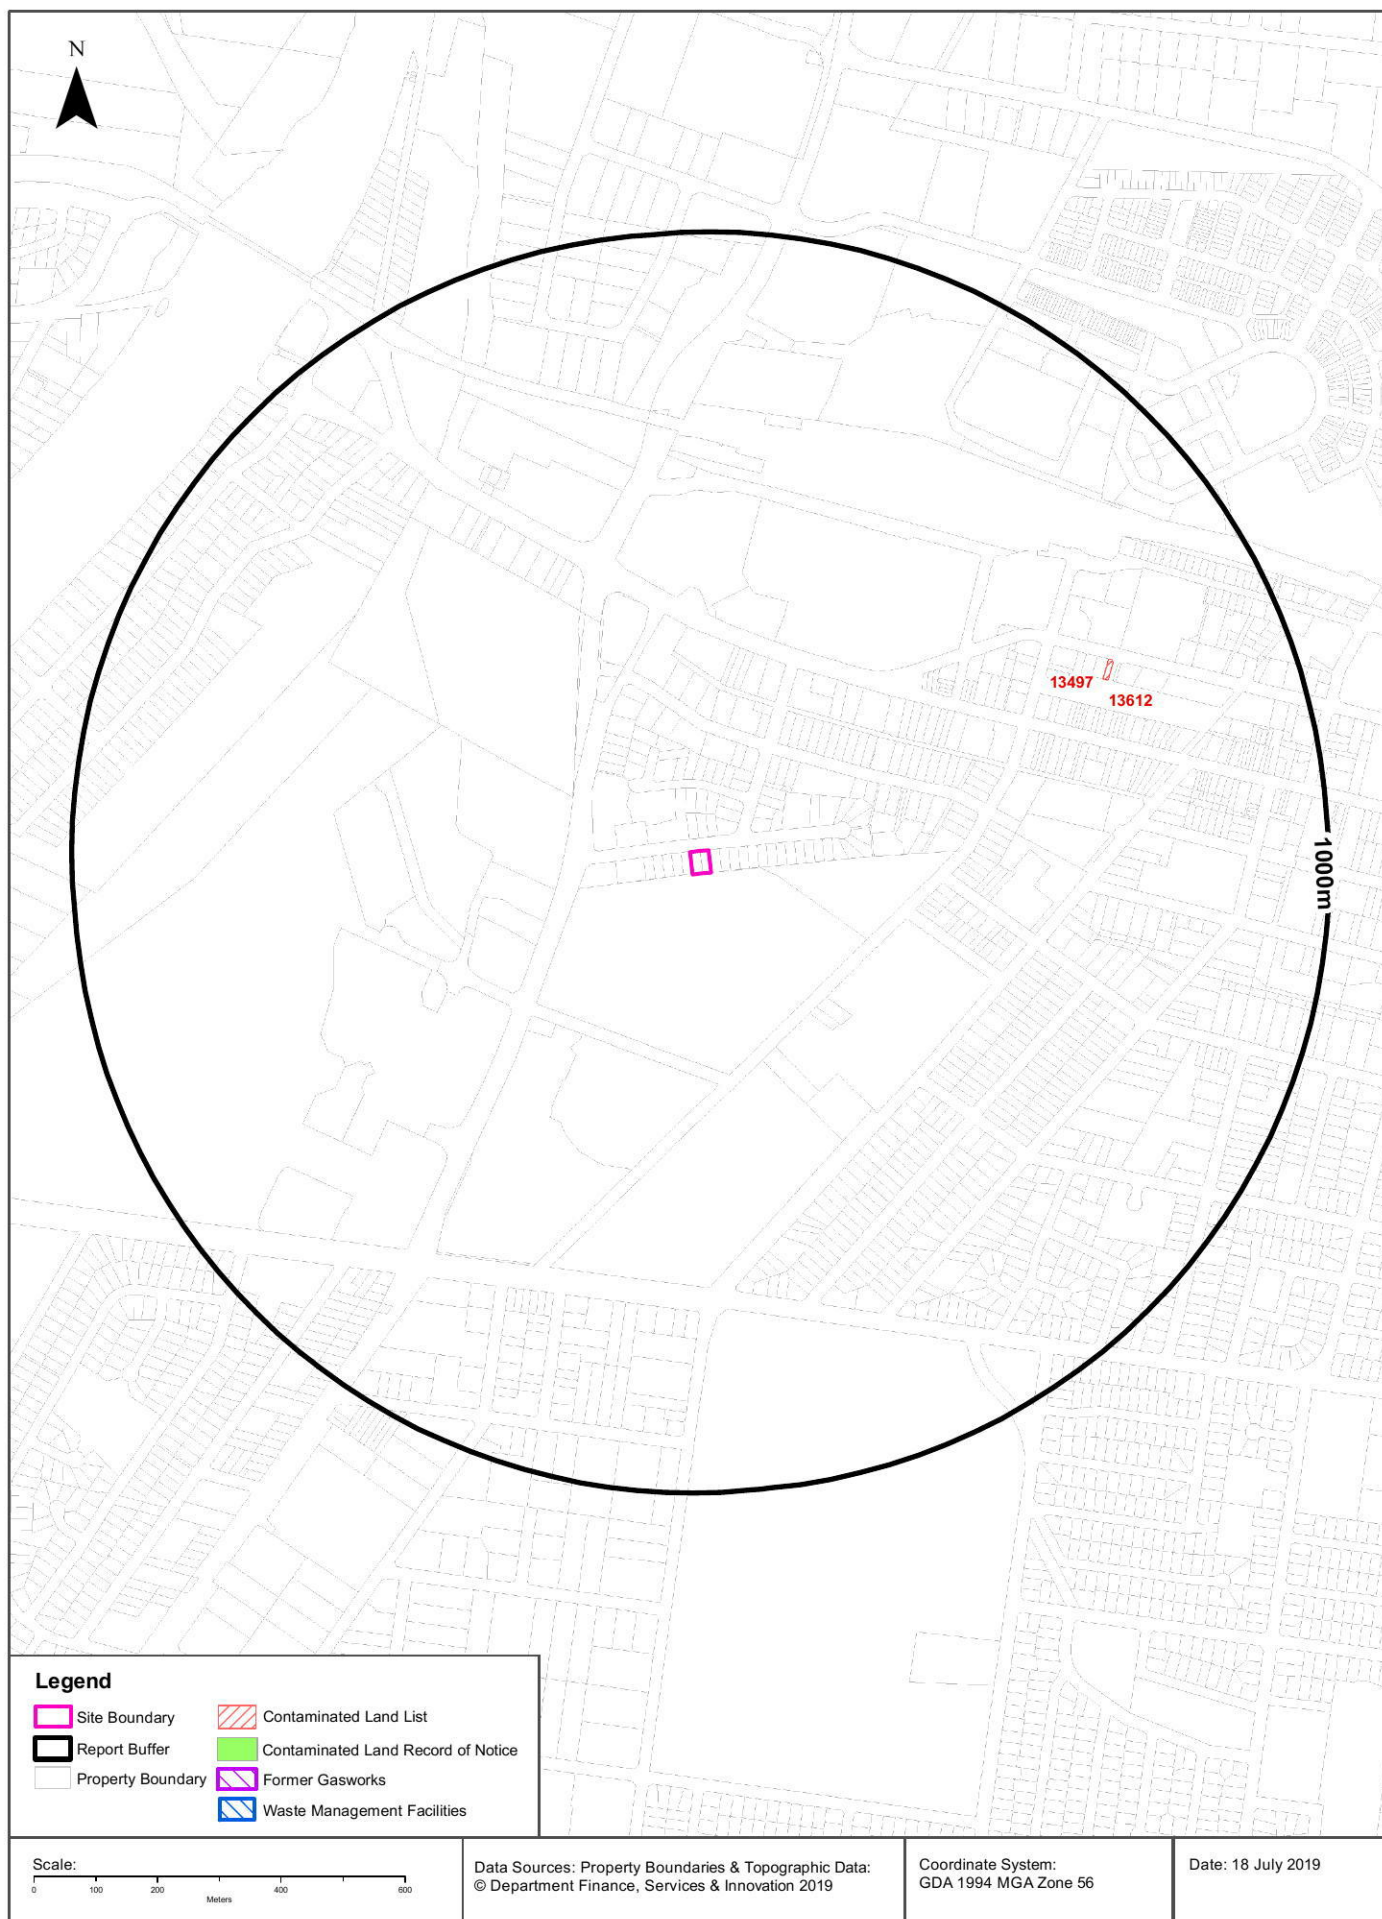 N
13497
13612
1000m
Legend
Site Boundary
Report Buffer
Property Boundary
Contaminated Land List
Contaminated Land Record of Notice
Former Gasworks
Waste Management Facilities
Scale:
0 100 200 400 600
Meters
Data Sources: Property Boundaries & Topographic Data:
© Department Finance, Services & Innovation 2019
Coordinate System:
GDA 1994 MGA Zone 56
Date: 18 July 2019